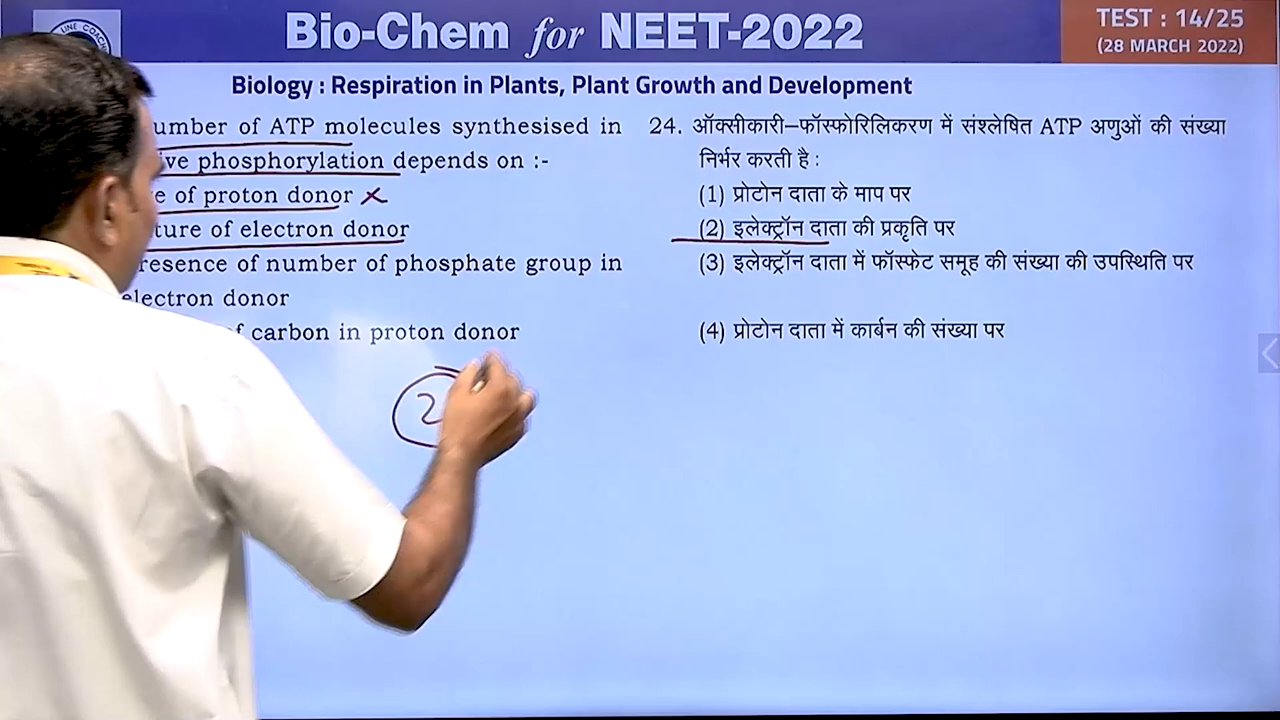 Bio-Chem for NEET-2022
TEST : 14/25
(28 MARCH 2022)
LINE COACH
Biology : Respiration in Plants, Plant Growth and Development
umber of ATP molecules synthesised in
ive phosphorylation depends on :-
e of proton donor ×
ture of electron donor
resence of number of phosphate group in
electron donor
of carbon in proton donor
2
24. ऑक्सीकारी–फॉस्फोरिलिकरण में संश्लेषित ATP अणुओं की संख्या
निर्भर करती है :
(1) प्रोटोन दाता के माप पर
(2) इलेक्ट्रॉन दाता की प्रकृति पर
(3) इलेक्ट्रॉन दाता में फॉस्फेट समूह की संख्या की उपस्थिति पर
(4) प्रोटोन दाता में कार्बन की संख्या पर